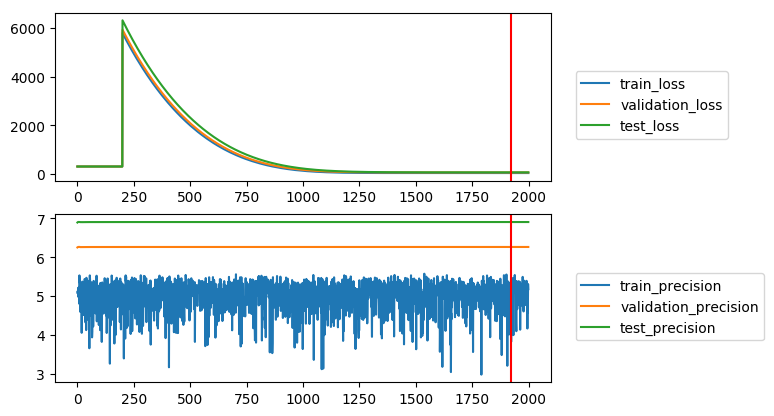 6000
4000
2000
0
0 250 500 750 1000 1250 1500 1750 2000
train_loss
validation_loss
test_loss
7
6
5
4
3
0 250 500 750 1000 1250 1500 1750 2000
train_precision
validation_precision
test_precision